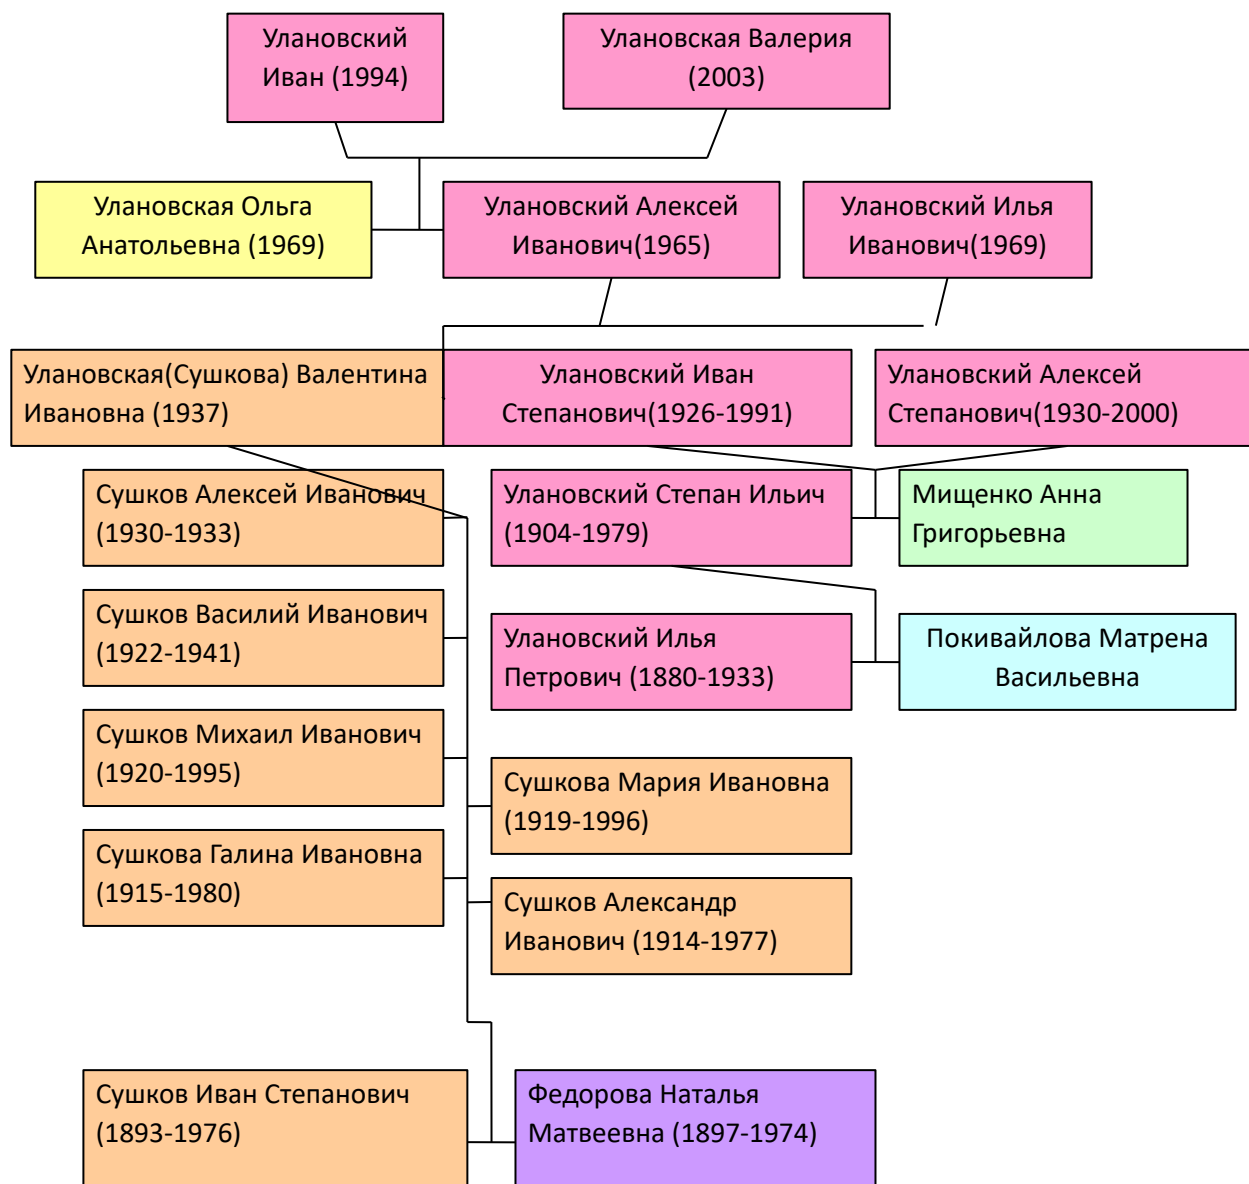 Улановский
Иван (1994)
Улановская Валерия
(2003)
Улановская Ольга
Анатольевна (1969)
Улановский Алексей
Иванович(1965)
Улановский Илья
Иванович(1969)
Улановская(Сушкова) Валентина
Ивановна (1937)
Улановский Иван
Степанович(1926-1991)
Улановский Алексей
Степанович(1930-2000)
Сушков Алексей Иванович
(1930-1933)
Улановский Степан Ильич
(1904-1979)
Мищенко Анна
Григорьевна
Сушков Василий Иванович
(1922-1941)
Улановский Илья
Петрович (1880-1933)
Покивайлова Матрена
Васильевна
Сушков Михаил Иванович
(1920-1995)
Сушкова Мария Ивановна
(1919-1996)
Сушкова Галина Ивановна
(1915-1980)
Сушков Александр
Иванович (1914-1977)
Сушков Иван Степанович
(1893-1976)
Федорова Наталья
Матвеевна (1897-1974)